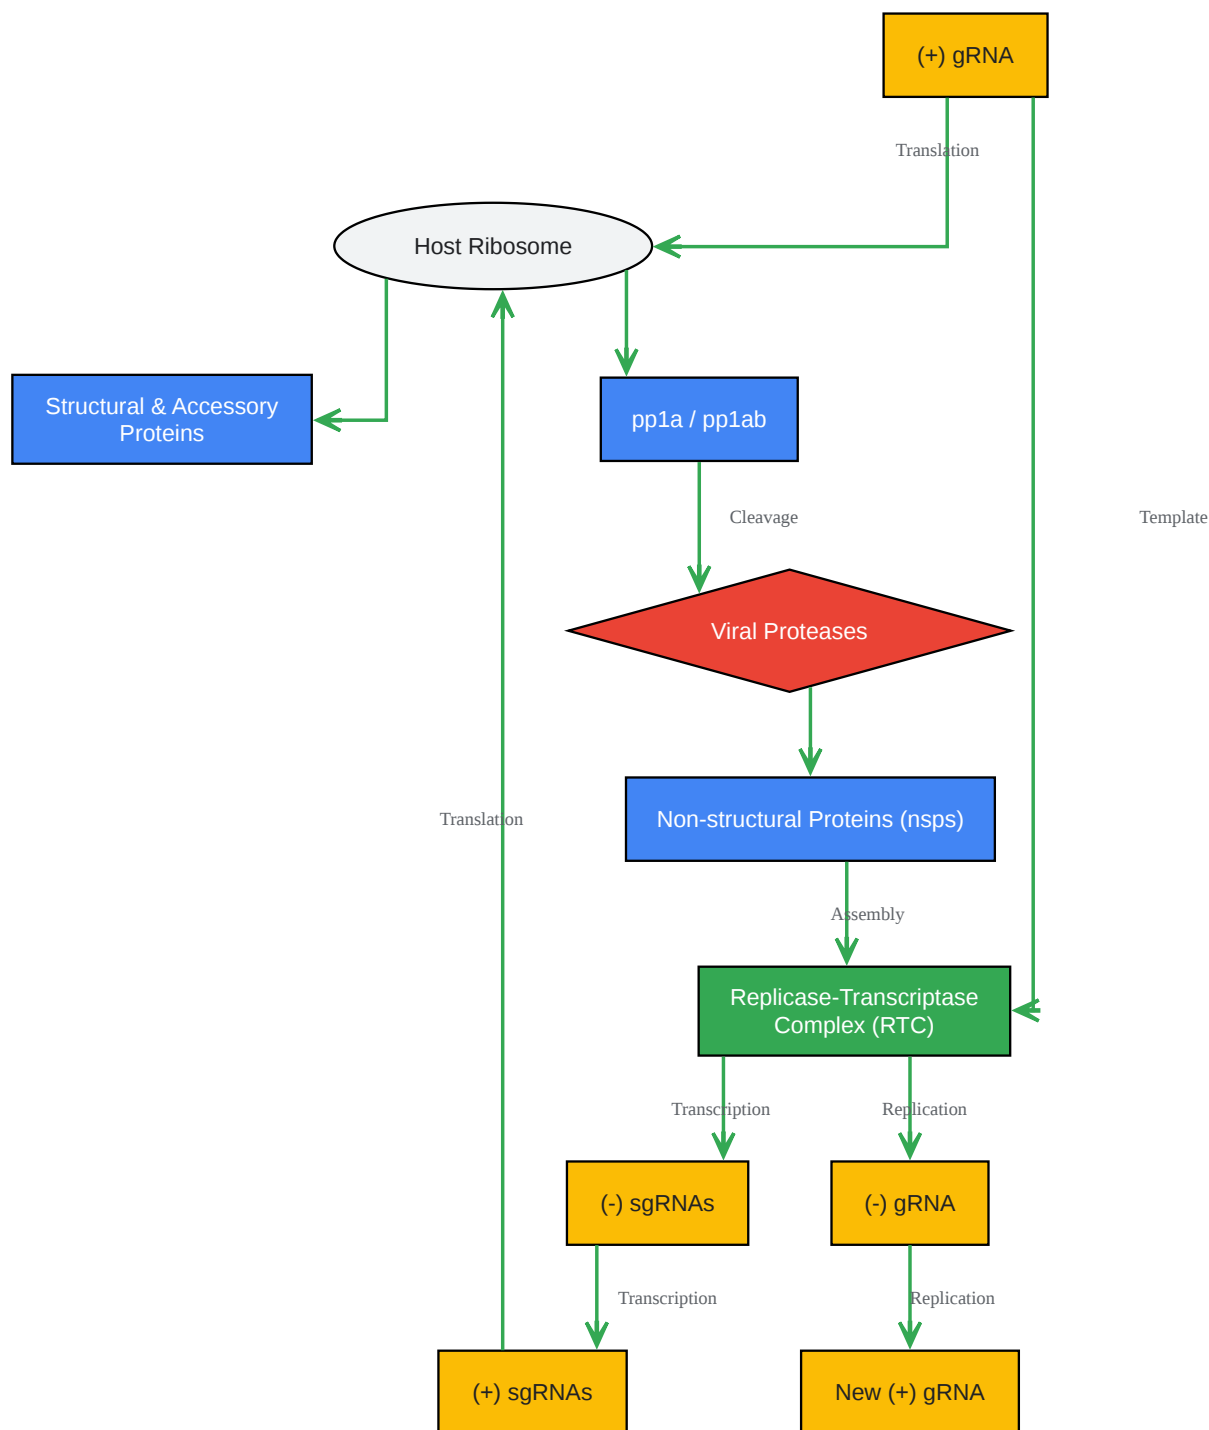 (+) gRNA
Translation
Host Ribosome
Structural & Accessory
Proteins
pp1a / pp1ab
Cleavage
Template
Viral Proteases
Non-structural Proteins (nsps)
Translation
Assembly
Replicase-Transcriptase
Complex (RTC)
Transcription
Replication
(-) sgRNAs
(-) gRNA
Transcription
Replication
(+) sgRNAs
New (+) gRNA